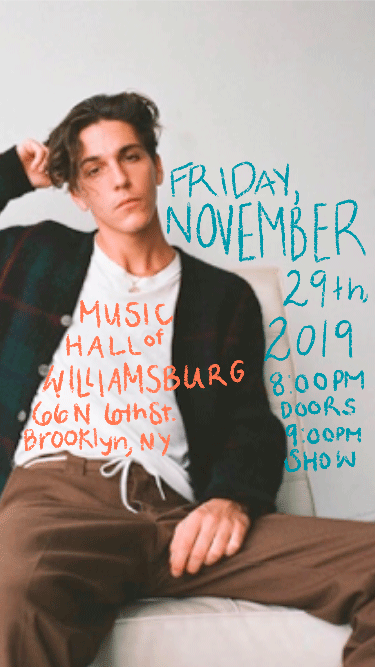 FRIDAY,
NOVEMBER
29th,
2019
8:00PM
DOORS
9:00PM
SHOW
MUSIC
HALL of
WILLIAMSBURG
66 N 6th St.
Brooklyn, NY